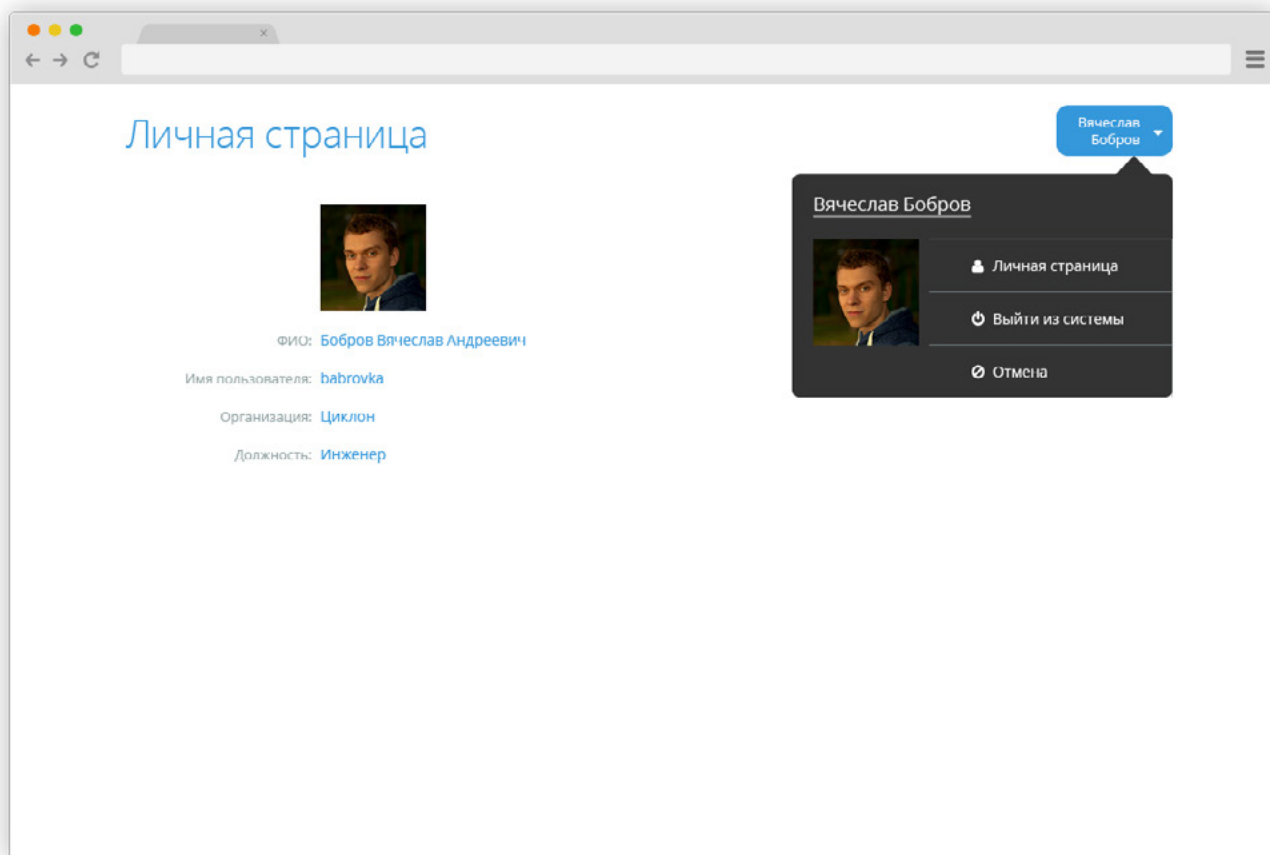 Личная страница
Вячеслав
Бобров
Вячеслав Бобров
Личная страница
Выйти из системы
Отмена
ФИО: Бобров Вячеслав Андреевич
Имя пользователя: babrovka
Организация: Циклон
Должность: Инженер